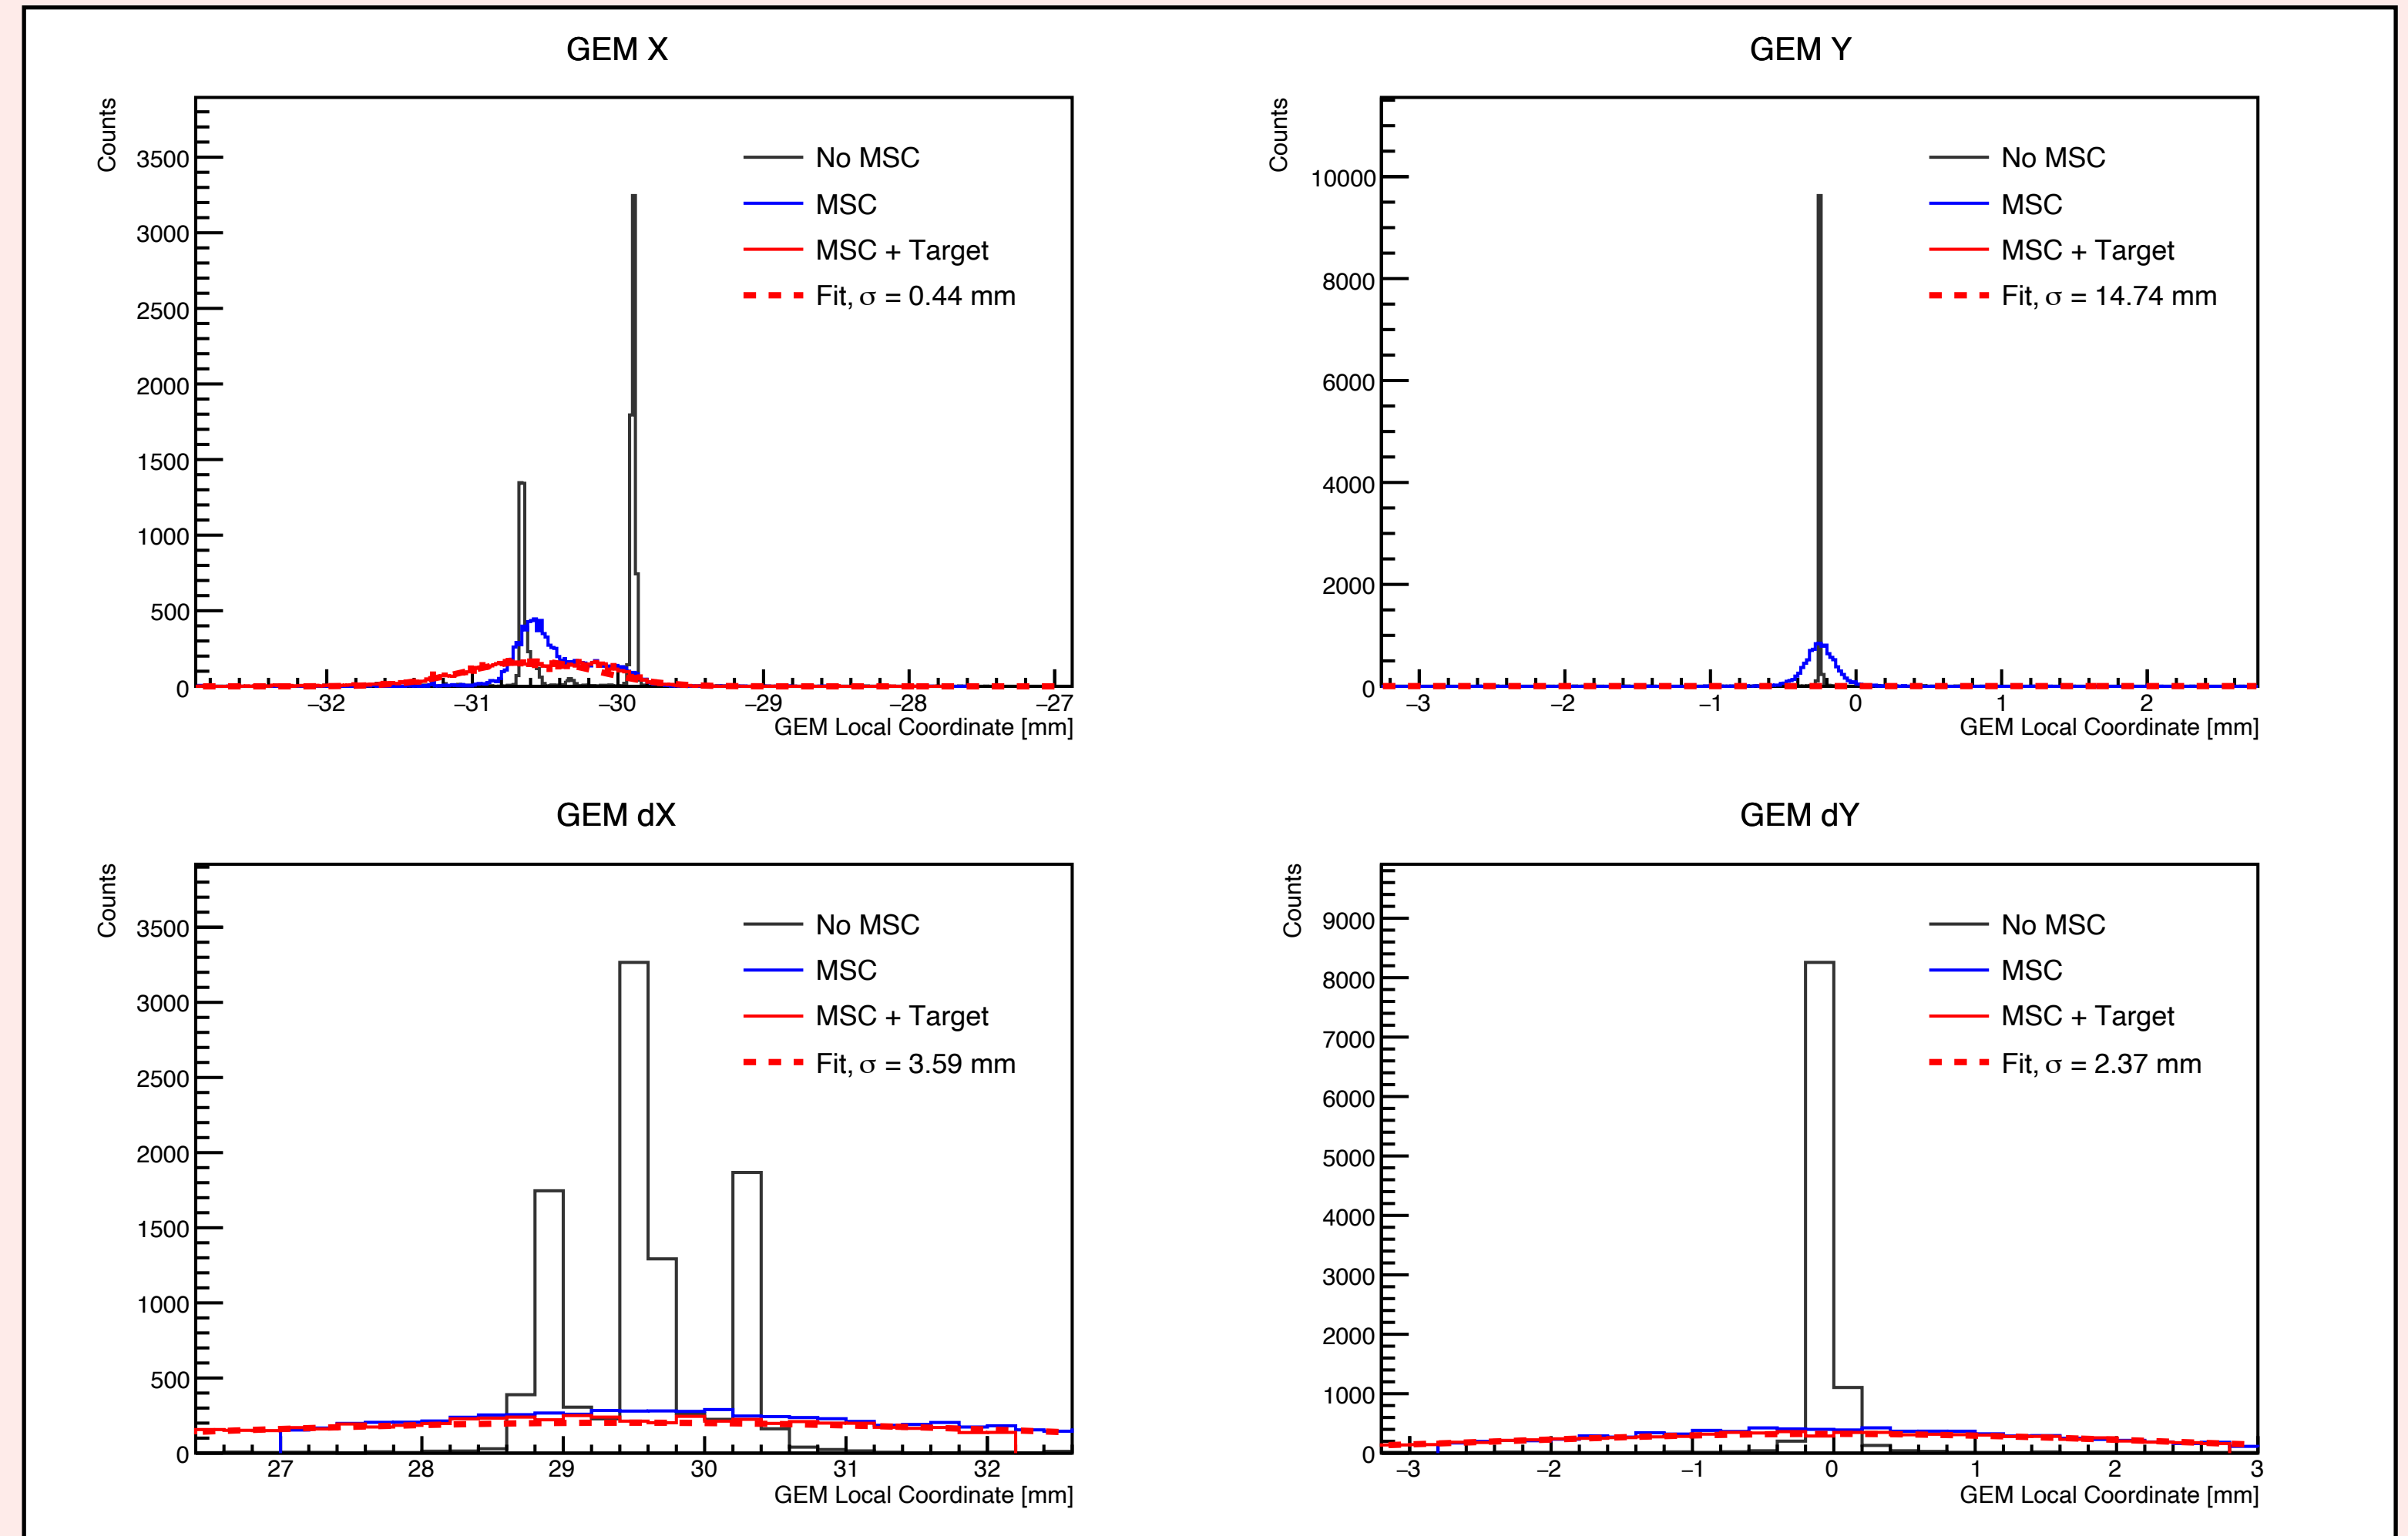 GEM X
Counts
3500
3000
2500
2000
1500
1000
500
0
No MSC
MSC
MSC + Target
Fit, σ = 0.44 mm
−32 −31 −30 −29 −28 −27
GEM Local Coordinate [mm]
GEM Y
Counts
10000
8000
6000
4000
2000
0
No MSC
MSC
MSC + Target
Fit, σ = 14.74 mm
−3 −2 −1 0 1 2
GEM Local Coordinate [mm]
GEM dX
Counts
3500
3000
2500
2000
1500
1000
500
0
No MSC
MSC
MSC + Target
Fit, σ = 3.59 mm
27 28 29 30 31 32
GEM Local Coordinate [mm]
GEM dY
Counts
9000
8000
7000
6000
5000
4000
3000
2000
1000
0
No MSC
MSC
MSC + Target
Fit, σ = 2.37 mm
−3 −2 −1 0 1 2 3
GEM Local Coordinate [mm]